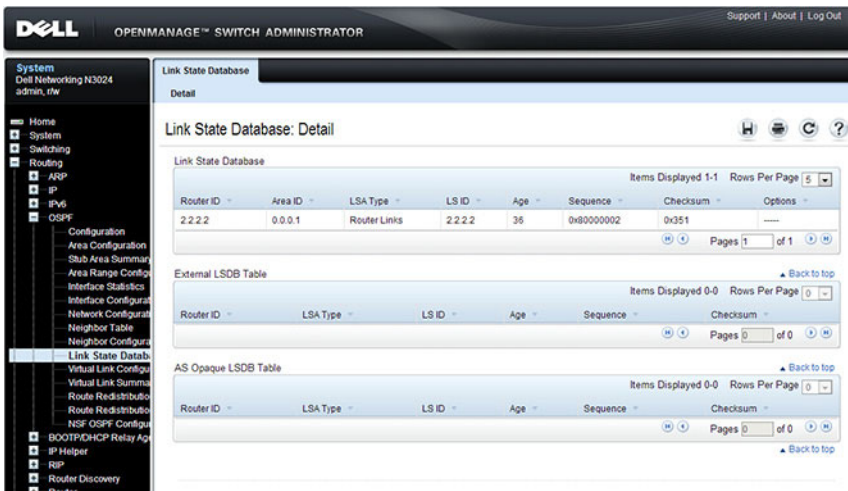 Support | About | Log Out
DELL OPENMANAGE™ SWITCH ADMINISTRATOR
System
Dell Networking N3024
admin, r/w
Home
System
Switching
Routing
ARP
IP
IPv6
OSPF
Configuration
Area Configuration
Stub Area Summary
Area Range Configu
Interface Statistics
Interface Configurat
Network Configurati
Neighbor Table
Neighbor Configura
Link State Datab
Virtual Link Configu
Virtual Link Summa
Route Redistributio
Route Redistributio
NSF OSPF Configu
BOOTP/DHCP Relay Age
IP Helper
RIP
Router Discovery
Router
Link State Database
Detail
Link State Database: Detail
Link State Database
Items Displayed 1-1 Rows Per Page 5
Router ID Area ID LSA Type LS ID Age Sequence Checksum Options
2.2.2.2 0.0.0.1 Router Links 2.2.2.2 36 0x80000002 0x351 -----
Pages 1 of 1
External LSDB Table
Back to top
Items Displayed 0-0 Rows Per Page 0
Router ID LSA Type LS ID Age Sequence Checksum
Pages 0 of 0
AS Opaque LSDB Table
Back to top
Items Displayed 0-0 Rows Per Page 0
Router ID LSA Type LS ID Age Sequence Checksum
Pages 0 of 0
Back to top